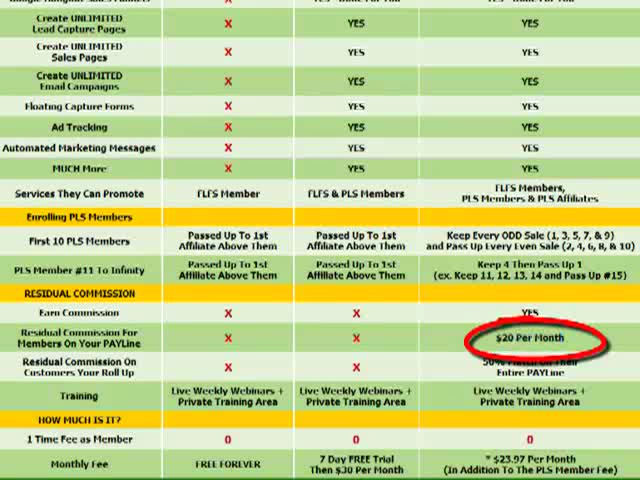 Create UNLIMITED
Lead Capture Pages
X
YES
YES
Create UNLIMITED
Sales Pages
X
YES
YES
Create UNLIMITED
Email Campaigns
X
YES
YES
Floating Capture Forms
X
YES
YES
Ad Tracking
X
YES
YES
Automated Marketing Messages
X
YES
YES
MUCH More
X
YES
YES
Services They Can Promote
FLFS Member
FLFS & PLS Members
FLFS Members,
PLS Members & PLS Affiliates
Enrolling PLS Members
First 10 PLS Members
Passed Up To 1st
Affiliate Above Them
Passed Up To 1st
Affiliate Above Them
Keep Every ODD Sale (1, 3, 5, 7, & 9)
and Pass Up Every Even Sale (2, 4, 6, 8, & 10)
PLS Member #11 To Infinity
Passed Up To 1st
Affiliate Above Them
Passed Up To 1st
Affiliate Above Them
Keep 4 Then Pass Up 1
(ex. Keep 11, 12, 13, 14 and Pass Up #15)
RESIDUAL COMMISSION
Earn Commission
X
X
YES
Residual Commission For
Members On Your PAYLine
X
X
$20 Per Month
Residual Commission On
Customers Your Roll Up
X
X
50% Match On Their
Entire PAYLine
Training
Live Weekly Webinars +
Private Training Area
Live Weekly Webinars +
Private Training Area
Live Weekly Webinars +
Private Training Area
HOW MUCH IS IT?
1 Time Fee as Member
0
0
0
Monthly Fee
FREE FOREVER
7 Day FREE Trial
Then $30 Per Month
* $23.97 Per Month
(In Addition To The PLS Member Fee)